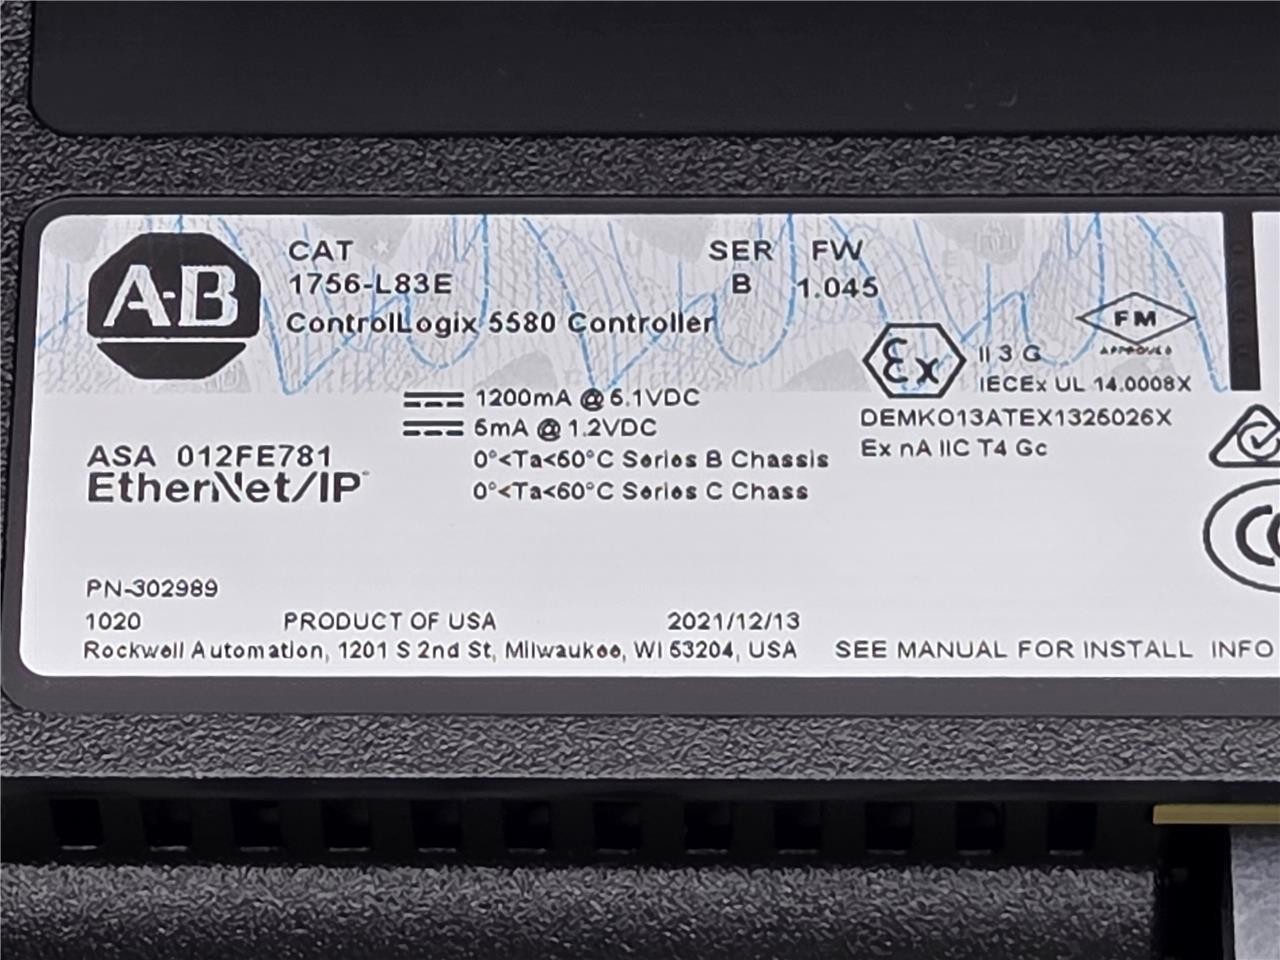 A-B
CAT
1756-L83E
ControlLogix 5580 Controller
SER
B
FW
1.045
1200mA @ 5.1VDC
5mA @ 1.2VDC
0°<Ta<60°C Series B Chassis
0°<Ta<60°C Series C Chass
ASA 012FE781
EtherNet/IP
Ex
II 3 G
IECEx UL 14.0008X
DEMKO13ATEX1325026X
Ex nA IIC T4 Gc
FM
APPROVED
PN-302989
1020
PRODUCT OF USA
2021/12/13
Rockwell Automation, 1201 S 2nd St, Milwaukee, WI 53204, USA
SEE MANUAL FOR INSTALL INFO